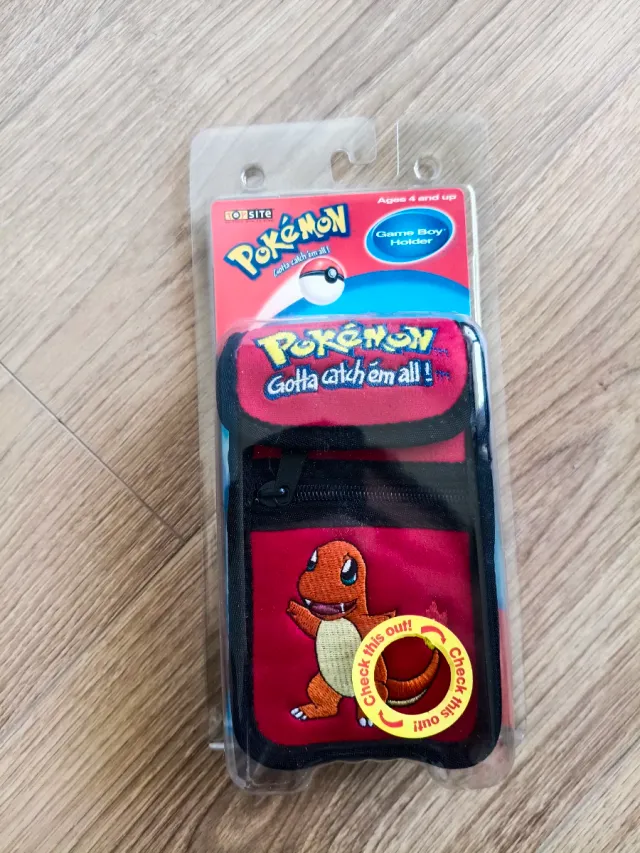 Ages 4 and up
TOPSITE
POKéMON
Gotta catch 'em all!
Game Boy®
Holder
POKéMON
Gotta catch 'em all!
Check this out!
Check this out!